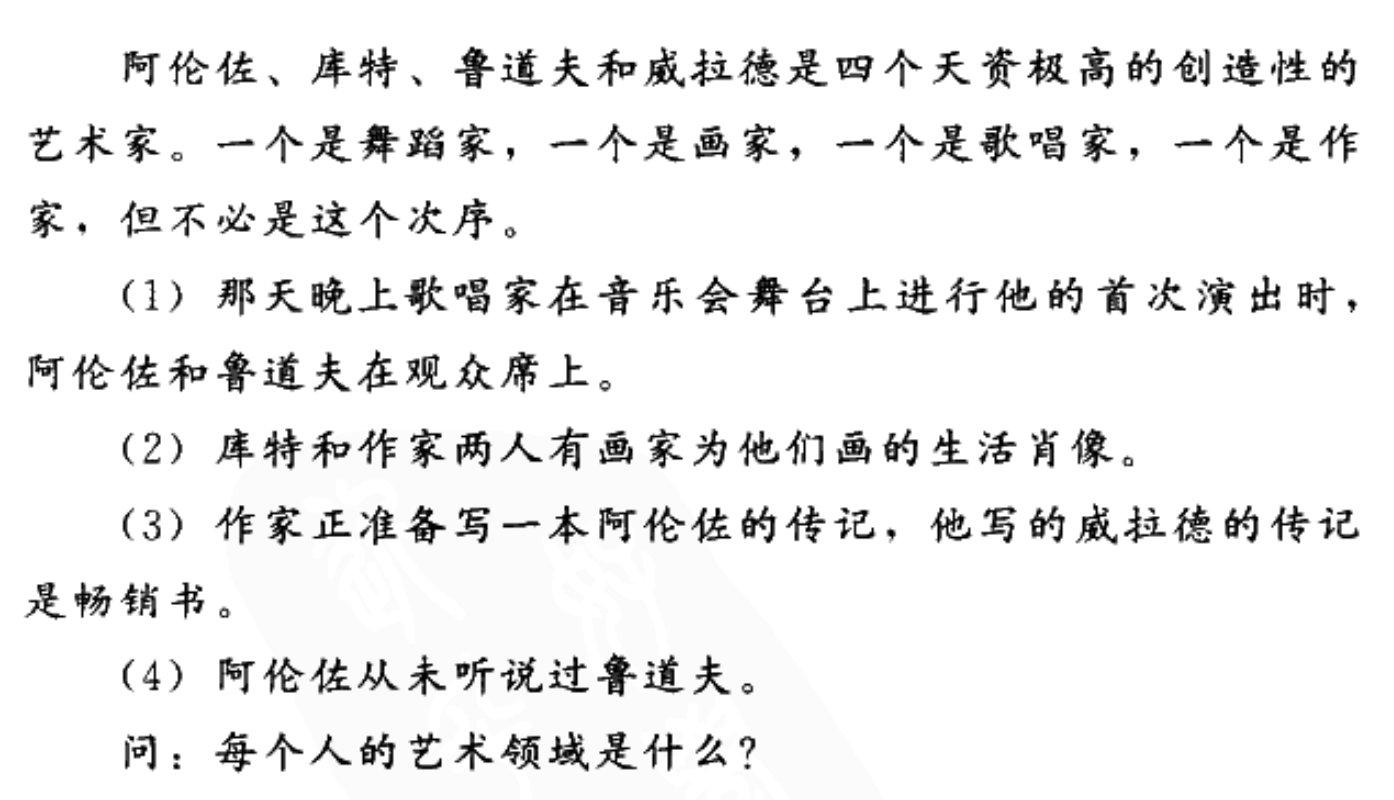 阿伦佐、库特、鲁道夫和威拉德是四个天资极高的创造性的
艺术家。一个是舞蹈家，一个是画家，一个是歌唱家，一个是作
家，但不必是这个次序。
（1）那天晚上歌唱家在音乐会舞台上进行他的首次演出时，
阿伦佐和鲁道夫在观众席上。
（2）库特和作家两人有画家为他们画的生活肖像。
（3）作家正准备写一本阿伦佐的传记，他写的威拉德的传记
是畅销书。
（4）阿伦佐从未听说过鲁道夫。
问：每个人的艺术领域是什么？